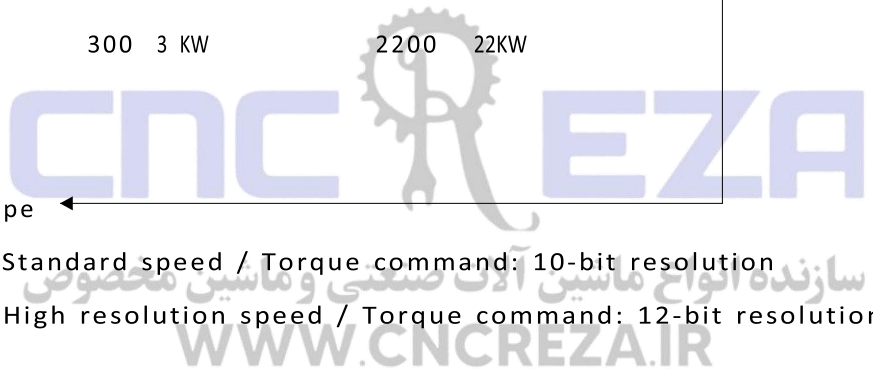 300 3 KW 2200 22KW
CNC REZA
pe
Standard speed / Torque command: 10-bit resolution
سازنده انواع ماشین آلات صنعتی و ماشین مخصوص
High resolution speed / Torque command: 12-bit resolution
WWW.CNCREZA.IR